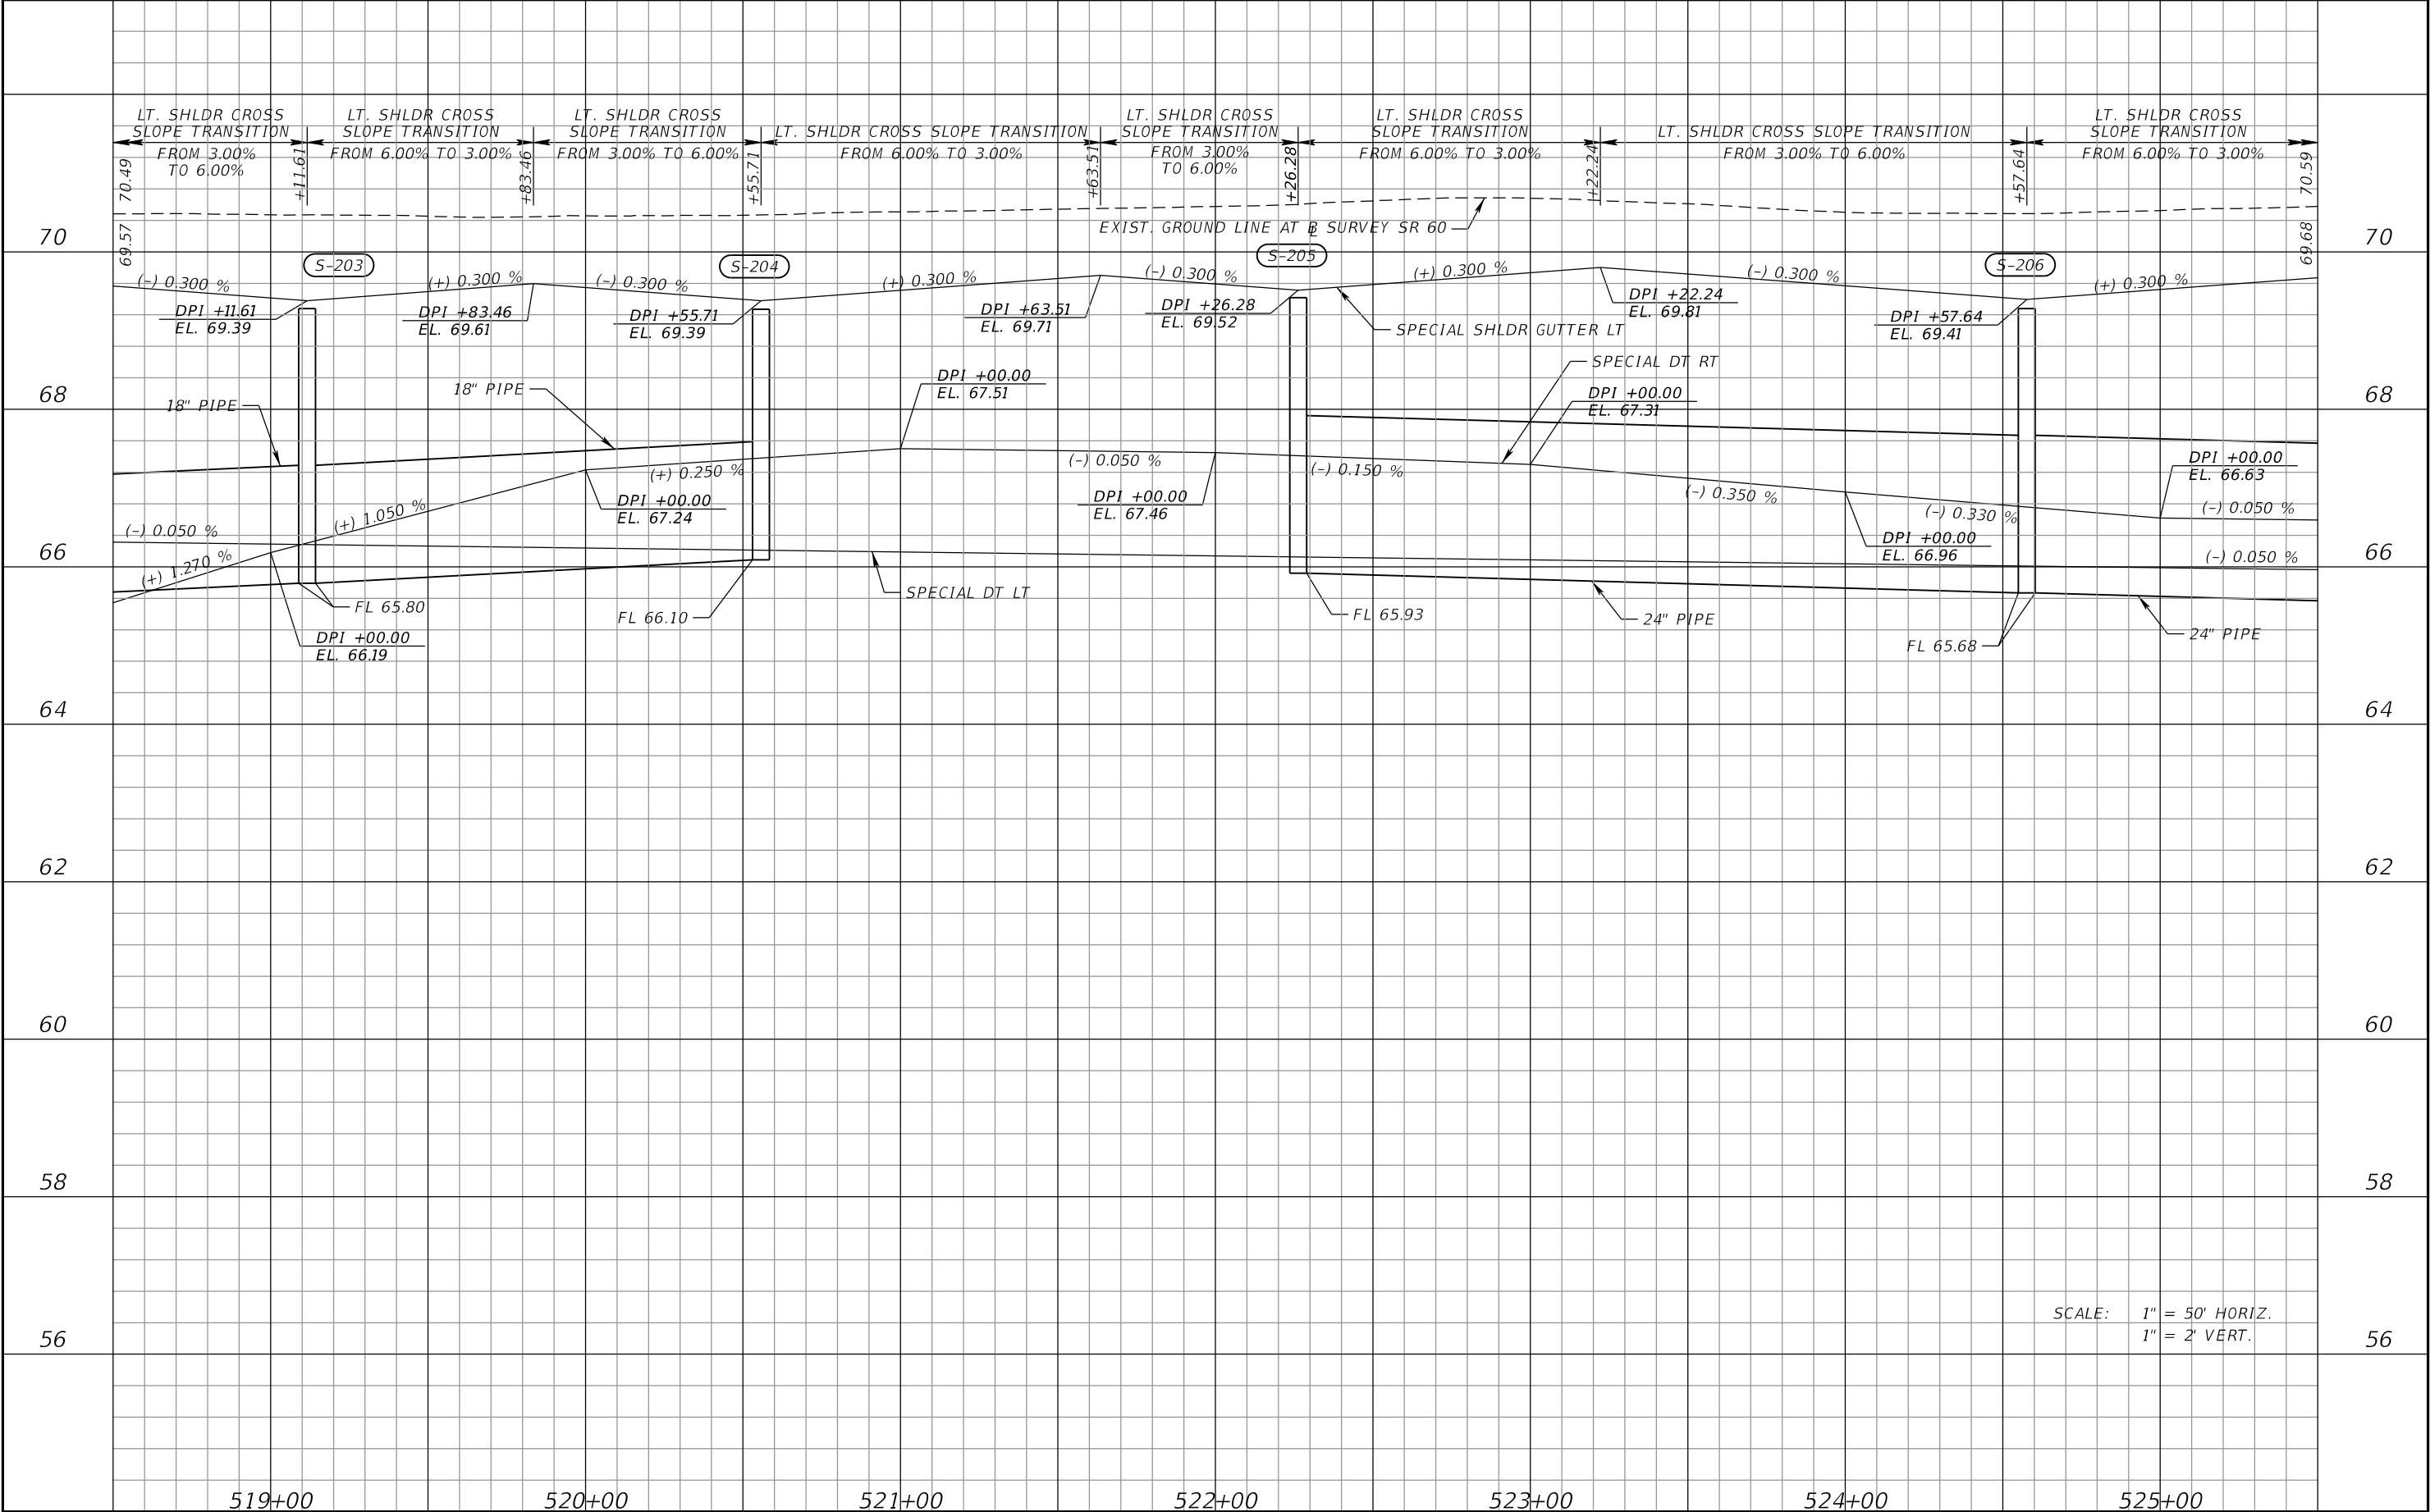 LT. SHLDR CROSS
SLOPE TRANSITION
FROM 3.00%
TO 6.00%
LT. SHLDR CROSS
SLOPE TRANSITION
FROM 6.00% TO 3.00%
LT. SHLDR CROSS
SLOPE TRANSITION
FROM 3.00% TO 6.00%
LT. SHLDR CROSS SLOPE TRANSITION
FROM 6.00% TO 3.00%
LT. SHLDR CROSS
SLOPE TRANSITION
FROM 3.00%
TO 6.00%
LT. SHLDR CROSS
SLOPE TRANSITION
FROM 6.00% TO 3.00%
LT. SHLDR CROSS SLOPE TRANSITION
FROM 3.00% TO 6.00%
LT. SHLDR CROSS
SLOPE TRANSITION
FROM 6.00% TO 3.00%
70.49
+11.61
+83.46
+55.71
+63.51
+26.28
+22.24
+57.64
70.59
69.57
69.68
EXIST. GROUND LINE AT BL SURVEY SR 60
70
70
S-203
S-204
S-205
S-206
(-) 0.300 %
(+) 0.300 %
(-) 0.300 %
(+) 0.300 %
(-) 0.300 %
(+) 0.300 %
(-) 0.300 %
(+) 0.300 %
DPI +11.61
EL. 69.39
DPI +83.46
EL. 69.61
DPI +55.71
EL. 69.39
DPI +63.51
EL. 69.71
DPI +26.28
EL. 69.52
DPI +22.24
EL. 69.81
DPI +57.64
EL. 69.41
SPECIAL SHLDR GUTTER LT
SPECIAL DT RT
18" PIPE
18" PIPE
DPI +00.00
EL. 67.51
DPI +00.00
EL. 67.31
68
68
(+) 0.250 %
(-) 0.050 %
(-) 0.150 %
(-) 0.350 %
DPI +00.00
EL. 66.63
DPI +00.00
EL. 67.24
DPI +00.00
EL. 67.46
(+) 1.050 %
(-) 0.330 %
(-) 0.050 %
(-) 0.050 %
DPI +00.00
EL. 66.96
66
66
(+) 1.270 %
(-) 0.050 %
SPECIAL DT LT
FL 65.80
FL 66.10
FL 65.93
24" PIPE
24" PIPE
FL 65.68
DPI +00.00
EL. 66.19
64
64
62
62
60
60
58
58
SCALE: 1" = 50' HORIZ.
1" = 2' VERT.
56
56
519+00
520+00
521+00
522+00
523+00
524+00
525+00